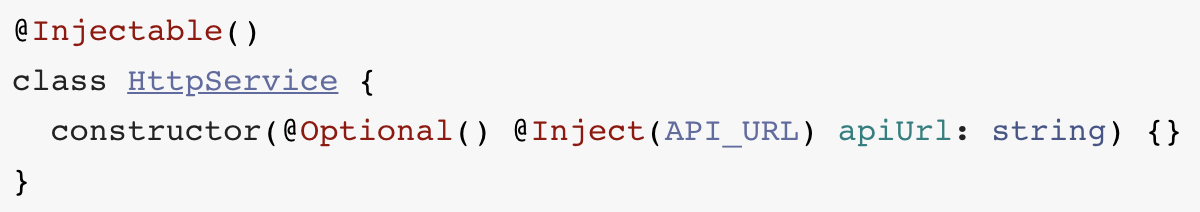 @Injectable()
class HttpService {
  constructor(@Optional() @Inject(API_URL) apiUrl: string) {}
}